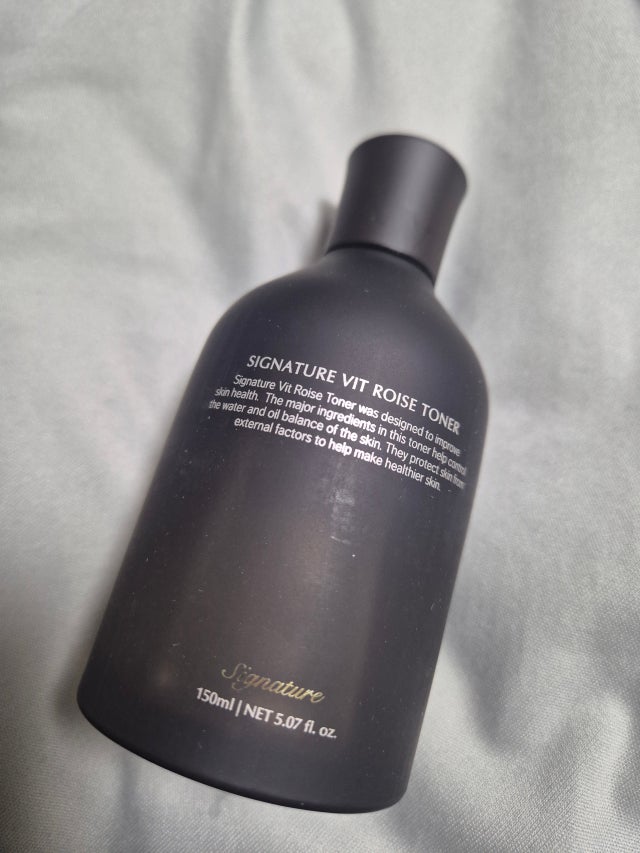 SIGNATURE VIT ROISE TONER
Signature Vit Roise Toner was designed to improve
skin health. The major ingredients in this toner help control
the water and oil balance of the skin. They protect skin from
external factors to help make healthier skin.
Signature
150ml | NET 5.07 fl. oz.